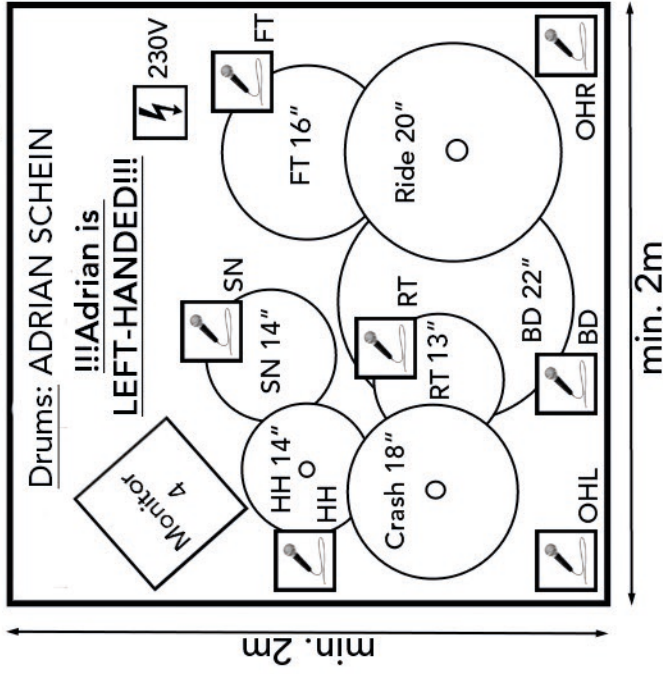 Drums: ADRIAN SCHEIN
!!!Adrian is
LEFT-HANDED!!!
230V
Monitor
4
FT
FT 16”
SN
SN 14”
HH 14”
HH
Ride 20”
RT
RT 13”
Crash 18”
BD 22”
OHL
BD
OHR
min. 2m
min. 2m